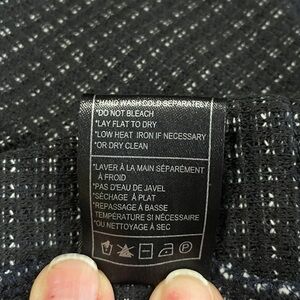 *HAND WASH COLD SEPARATELY
*DO NOT BLEACH
*LAY FLAT TO DRY
*LOW HEAT IRON IF NECESSARY
*OR DRY CLEAN
*LAVER À LA MAIN SÉPARÉMENT
À FROID
*PAS D'EAU DE JAVEL
*SÉCHAGE À PLAT
*REPASSAGE À BASSE
TEMPÉRATURE SI NÉCESSAIRE
*OU NETTOYAGE À SEC
P